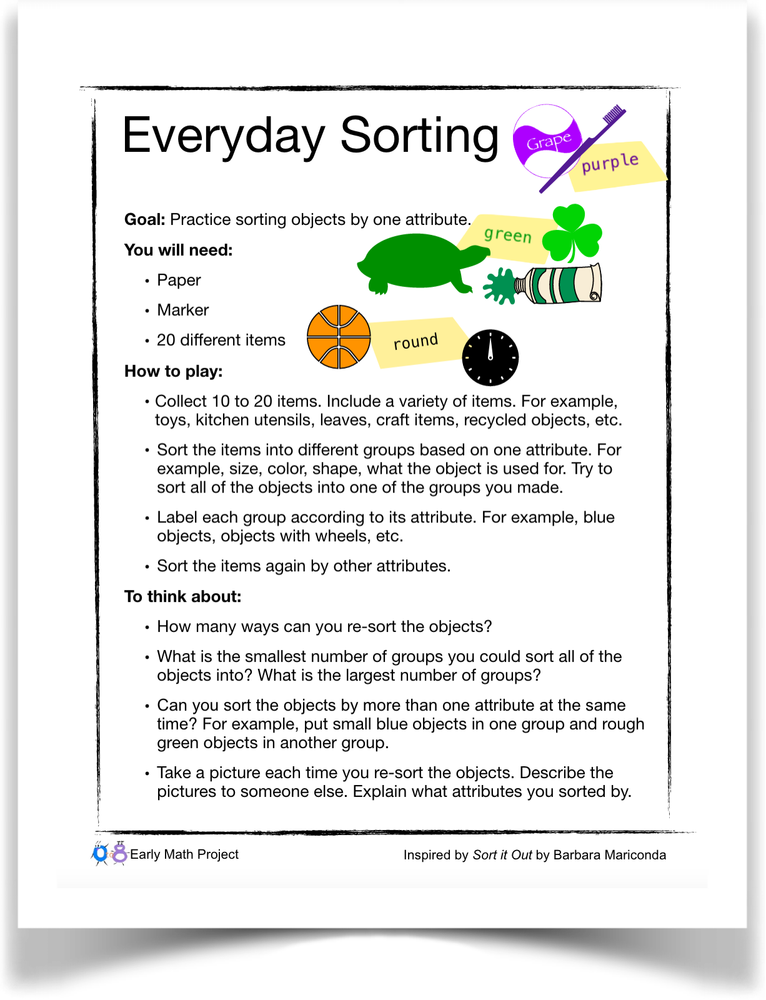 Everyday Sorting
Grape
purple
Goal: Practice sorting objects by one attribute.
green
You will need:
• Paper
• Marker
• 20 different items
round
How to play:
• Collect 10 to 20 items. Include a variety of items. For example,
toys, kitchen utensils, leaves, craft items, recycled objects, etc.
• Sort the items into different groups based on one attribute. For
example, size, color, shape, what the object is used for. Try to
sort all of the objects into one of the groups you made.
• Label each group according to its attribute. For example, blue
objects, objects with wheels, etc.
• Sort the items again by other attributes.
To think about:
• How many ways can you re-sort the objects?
• What is the smallest number of groups you could sort all of the
objects into? What is the largest number of groups?
• Can you sort the objects by more than one attribute at the same
time? For example, put small blue objects in one group and rough
green objects in another group.
• Take a picture each time you re-sort the objects. Describe the
pictures to someone else. Explain what attributes you sorted by.
0 to 8 Early Math Project
Inspired by Sort it Out by Barbara Mariconda